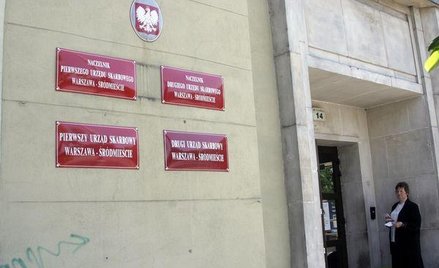 NACZELNIK
PIERWSZEGO URZĘDU SKARBOWEGO
WARSZAWA - ŚRÓDMIEŚCIE
NACZELNIK
DRUGIEGO URZĘDU SKARBOWEGO
WARSZAWA - ŚRÓDMIEŚCIE
PIERWSZY URZĄD SKARBOWY
WARSZAWA - ŚRÓDMIEŚCIE
DRUGI URZĄD SKARBOWY
WARSZAWA - ŚRÓDMIEŚCIE
14